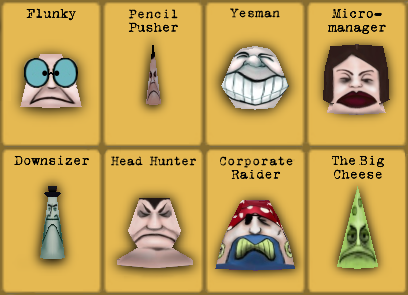 Flunky
Pencil
Pusher
Yesman
Micro-
manager
Downsizer
Head Hunter
Corporate
Raider
The Big
Cheese